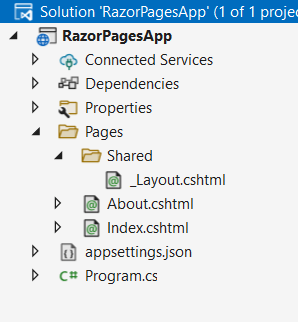 Solution 'RazorPagesApp' (1 of 1 proje
RazorPagesApp
Connected Services
Dependencies
Properties
Pages
Shared
_Layout.cshtml
About.cshtml
Index.cshtml
appsettings.json
C# Program.cs